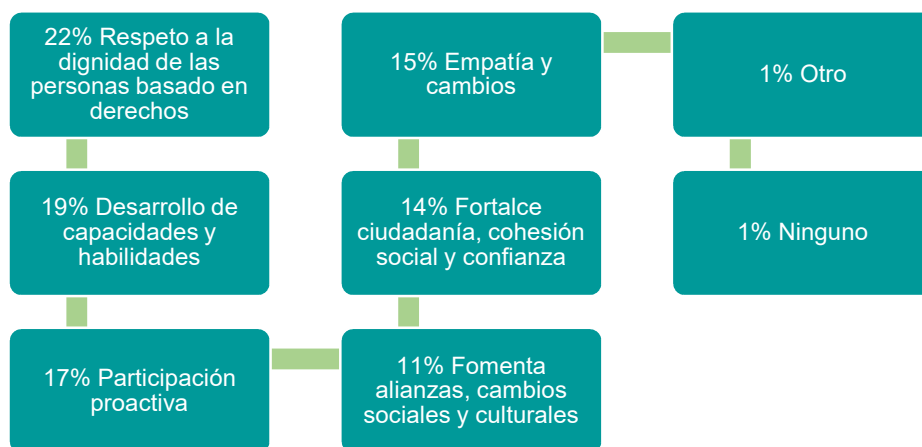 22% Respeto a la
dignidad de las
personas basado en
derechos
19% Desarrollo de
capacidades y
habilidades
17% Participación
proactiva
11% Fomenta
alianzas, cambios
sociales y culturales
14% Fortalce
ciudadanía, cohesión
social y confianza
15% Empatía y
cambios
1% Otro
1% Ninguno